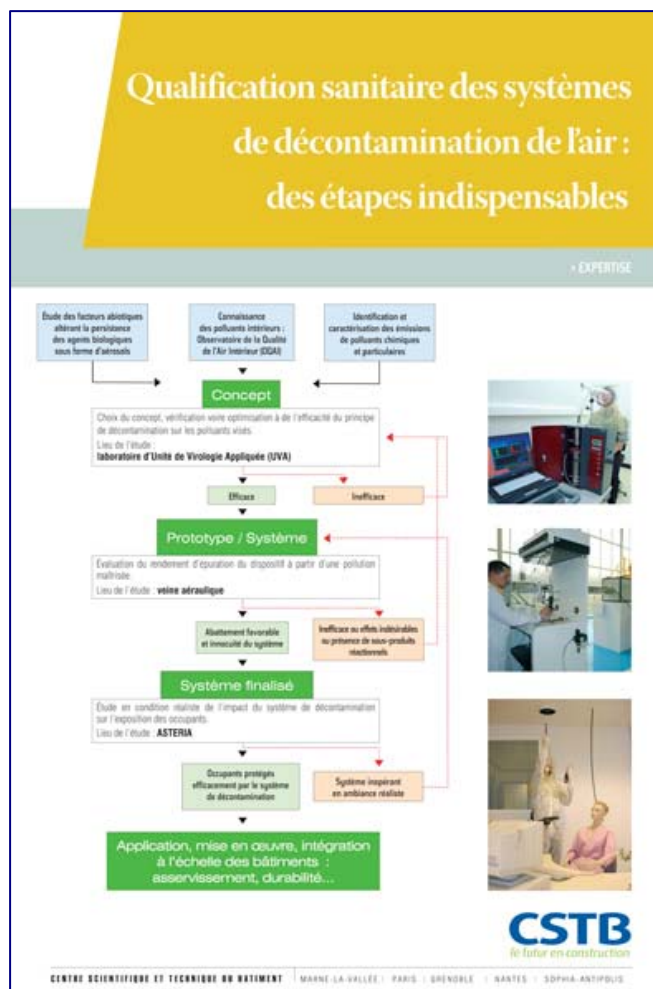 Qualification sanitaire des systèmes
de décontamination de l'air :
des étapes indispensables
› EXPERTISE
Étude des facteurs abiotiques
altérant la persistance
des agents biologiques
sous forme d'aérosols
Connaissance
des polluants intérieurs :
Observatoire de la Qualité
de l'Air Intérieur (OQAI)
Identification et
caractérisation des émissions
de polluants chimiques
et particulaires
Concept
Choix du concept, vérification voire optimisation à de l'efficacité du principe
de décontamination sur les polluants visés.
Lieu de l'étude :
laboratoire d'Unité de Virologie Appliquée (UVA)
Efficace
Inefficace
Prototype / Système
Évaluation du rendement d'épuration du dispositif à partir d'une pollution
maîtrisée.
Lieu de l'étude : veine aéraulique
Abattement favorable
et innocuité du système
Inefficace ou effets indésirables
ou présence de sous-produits
réactionnels
Système finalisé
Étude en condition réaliste de l'impact du système de décontamination
sur l'exposition des occupants.
Lieu de l'étude : ASTERIA
Occupants protégés
efficacement par le système
de décontamination
Système inopérant
en ambiance réaliste
Application, mise en œuvre, intégration
à l'échelle des bâtiments :
asservissement, durabilité...
CSTB
le futur en construction
CENTRE SCIENTIFIQUE ET TECHNIQUE DU BATIMENT | MARNE-LA-VALLÉE | PARIS | GRENOBLE | NANTES | SOPHIA-ANTIPOLIS